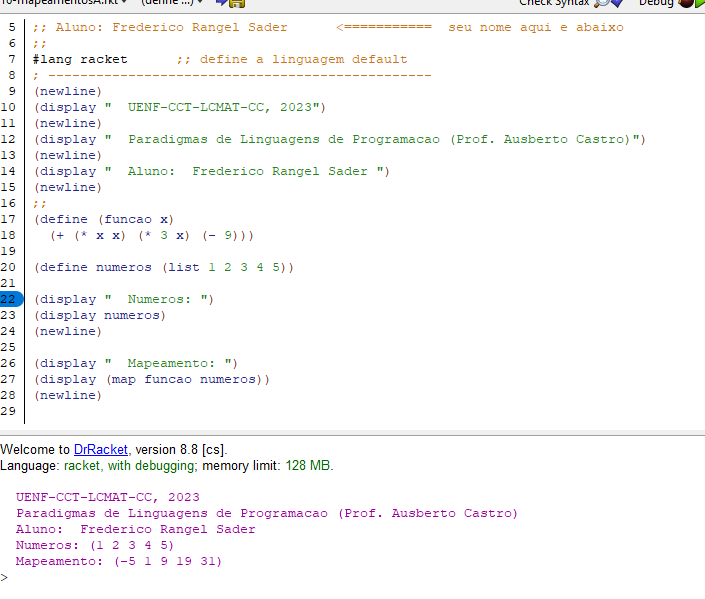 10-mapeamentosA.rkt (define ...) Check Syntax Debug
5 ;; Aluno: Frederico Rangel Sader <=========== seu nome aqui e abaixo
6 ;;
7 #lang racket ;; define a linguagem default
8 ; ------------------------------------------------
9 (newline)
10 (display "  UENF-CCT-LCMAT-CC, 2023")
11 (newline)
12 (display "  Paradigmas de Linguagens de Programacao (Prof. Ausberto Castro)")
13 (newline)
14 (display "  Aluno:  Frederico Rangel Sader ")
15 (newline)
16 ;;
17 (define (funcao x)
18 (+ (* x x) (* 3 x) (- 9)))
19
20 (define numeros (list 1 2 3 4 5))
21
22 (display "  Numeros: ")
23 (display numeros)
24 (newline)
25
26 (display "  Mapeamento: ")
27 (display (map funcao numeros))
28 (newline)
29
Welcome to DrRacket, version 8.8 [cs].
Language: racket, with debugging; memory limit: 128 MB.
UENF-CCT-LCMAT-CC, 2023
Paradigmas de Linguagens de Programacao (Prof. Ausberto Castro)
Aluno:  Frederico Rangel Sader
Numeros: (1 2 3 4 5)
Mapeamento: (-5 1 9 19 31)
>